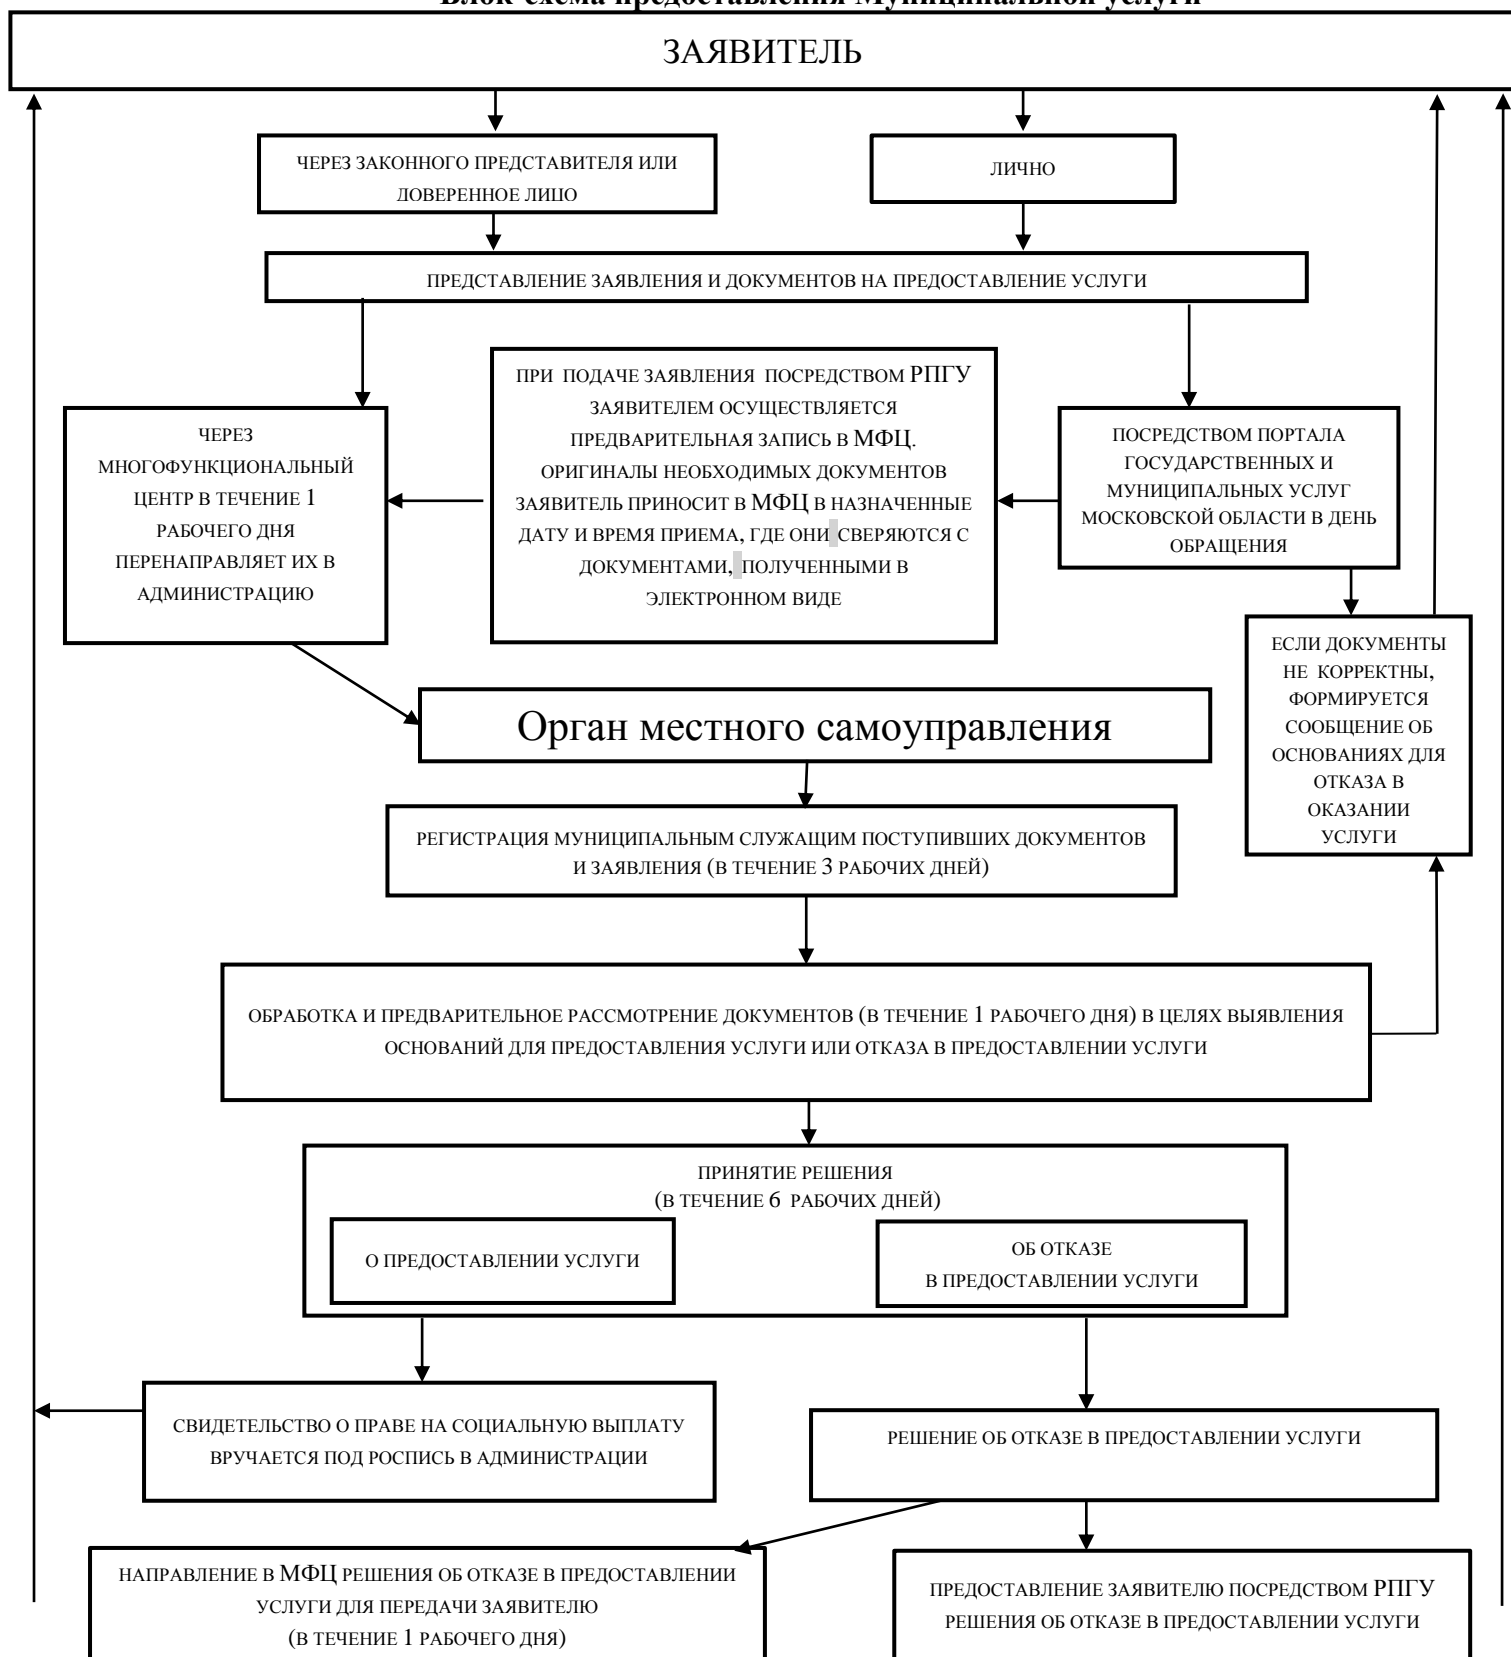 Блок-схема предоставления Муниципальной услуги
ЗАЯВИТЕЛЬ
ЧЕРЕЗ ЗАКОННОГО ПРЕДСТАВИТЕЛЯ ИЛИ
ДОВЕРЕННОЕ ЛИЦО
ЛИЧНО
ПРЕДСТАВЛЕНИЕ ЗАЯВЛЕНИЯ И ДОКУМЕНТОВ НА ПРЕДОСТАВЛЕНИЕ УСЛУГИ
ЧЕРЕЗ
МНОГОФУНКЦИОНАЛЬНЫЙ
ЦЕНТР В ТЕЧЕНИЕ 1
РАБОЧЕГО ДНЯ
ПЕРЕНАПРАВЛЯЕТ ИХ В
АДМИНИСТРАЦИЮ
ПРИ ПОДАЧЕ ЗАЯВЛЕНИЯ ПОСРЕДСТВОМ РПГУ
ЗАЯВИТЕЛЕМ ОСУЩЕСТВЛЯЕТСЯ
ПРЕДВАРИТЕЛЬНАЯ ЗАПИСЬ В МФЦ.
ОРИГИНАЛЫ НЕОБХОДИМЫХ ДОКУМЕНТОВ
ЗАЯВИТЕЛЬ ПРИНОСИТ В МФЦ В НАЗНАЧЕННЫЕ
ДАТУ И ВРЕМЯ ПРИЕМА, ГДЕ ОНИ СВЕРЯЮТСЯ С
ДОКУМЕНТАМИ, ПОЛУЧЕННЫМИ В
ЭЛЕКТРОННОМ ВИДЕ
ПОСРЕДСТВОМ ПОРТАЛА
ГОСУДАРСТВЕННЫХ И
МУНИЦИПАЛЬНЫХ УСЛУГ
МОСКОВСКОЙ ОБЛАСТИ В ДЕНЬ
ОБРАЩЕНИЯ
ЕСЛИ ДОКУМЕНТЫ
НЕ КОРРЕКТНЫ,
ФОРМИРУЕТСЯ
СООБЩЕНИЕ ОБ
ОСНОВАНИЯХ ДЛЯ
ОТКАЗА В
ОКАЗАНИИ
УСЛУГИ
Орган местного самоуправления
РЕГИСТРАЦИЯ МУНИЦИПАЛЬНЫМ СЛУЖАЩИМ ПОСТУПИВШИХ ДОКУМЕНТОВ
И ЗАЯВЛЕНИЯ (В ТЕЧЕНИЕ 3 РАБОЧИХ ДНЕЙ)
ОБРАБОТКА И ПРЕДВАРИТЕЛЬНОЕ РАССМОТРЕНИЕ ДОКУМЕНТОВ (В ТЕЧЕНИЕ 1 РАБОЧЕГО ДНЯ) В ЦЕЛЯХ ВЫЯВЛЕНИЯ
ОСНОВАНИЙ ДЛЯ ПРЕДОСТАВЛЕНИЯ УСЛУГИ ИЛИ ОТКАЗА В ПРЕДОСТАВЛЕНИИ УСЛУГИ
ПРИНЯТИЕ РЕШЕНИЯ
(В ТЕЧЕНИЕ 6 РАБОЧИХ ДНЕЙ)
О ПРЕДОСТАВЛЕНИИ УСЛУГИ
ОБ ОТКАЗЕ
В ПРЕДОСТАВЛЕНИИ УСЛУГИ
СВИДЕТЕЛЬСТВО О ПРАВЕ НА СОЦИАЛЬНУЮ ВЫПЛАТУ
ВРУЧАЕТСЯ ПОД РОСПИСЬ В АДМИНИСТРАЦИИ
РЕШЕНИЕ ОБ ОТКАЗЕ В ПРЕДОСТАВЛЕНИИ УСЛУГИ
НАПРАВЛЕНИЕ В МФЦ РЕШЕНИЯ ОБ ОТКАЗЕ В ПРЕДОСТАВЛЕНИИ
УСЛУГИ ДЛЯ ПЕРЕДАЧИ ЗАЯВИТЕЛЮ
(В ТЕЧЕНИЕ 1 РАБОЧЕГО ДНЯ)
ПРЕДОСТАВЛЕНИЕ ЗАЯВИТЕЛЮ ПОСРЕДСТВОМ РПГУ
РЕШЕНИЯ ОБ ОТКАЗЕ В ПРЕДОСТАВЛЕНИИ УСЛУГИ